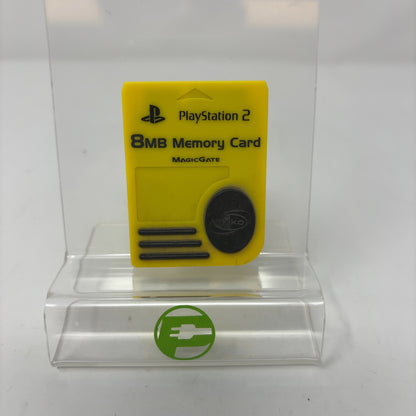 PlayStation 2
8MB Memory Card
MAGICGATE